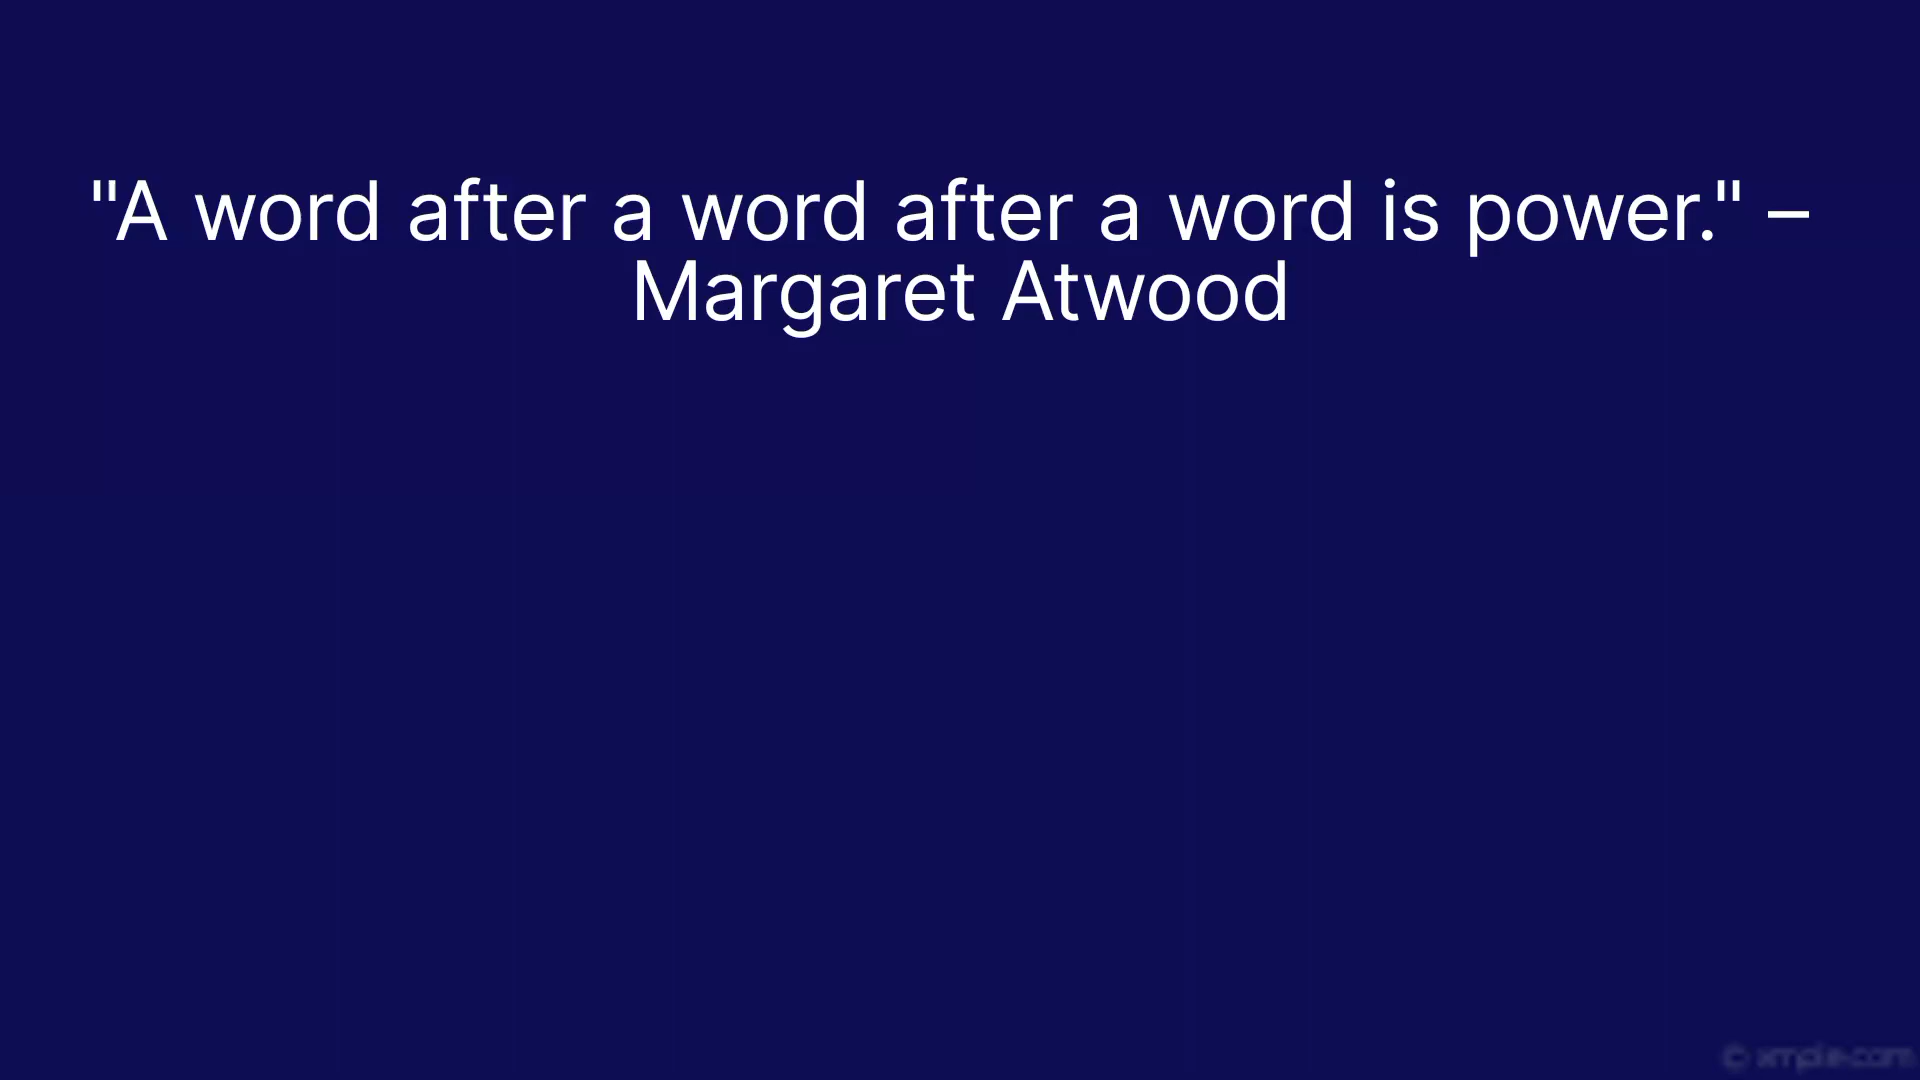 "A word after a word after a word is power." –
Margaret Atwood